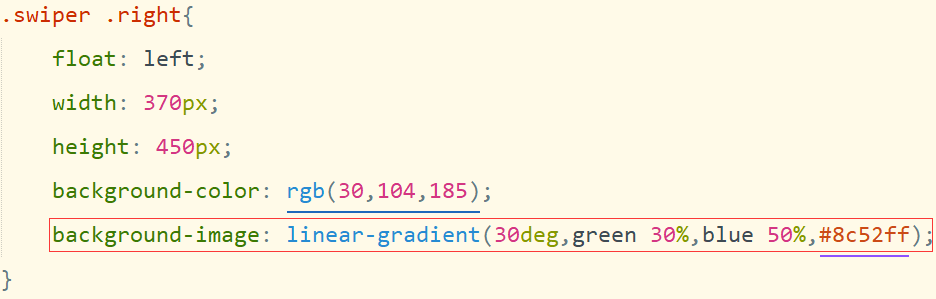 .swiper .right{
float: left;
width: 370px;
height: 450px;
background-color: rgb(30,104,185);
background-image: linear-gradient(30deg,green 30%,blue 50%,#8c52ff);
}